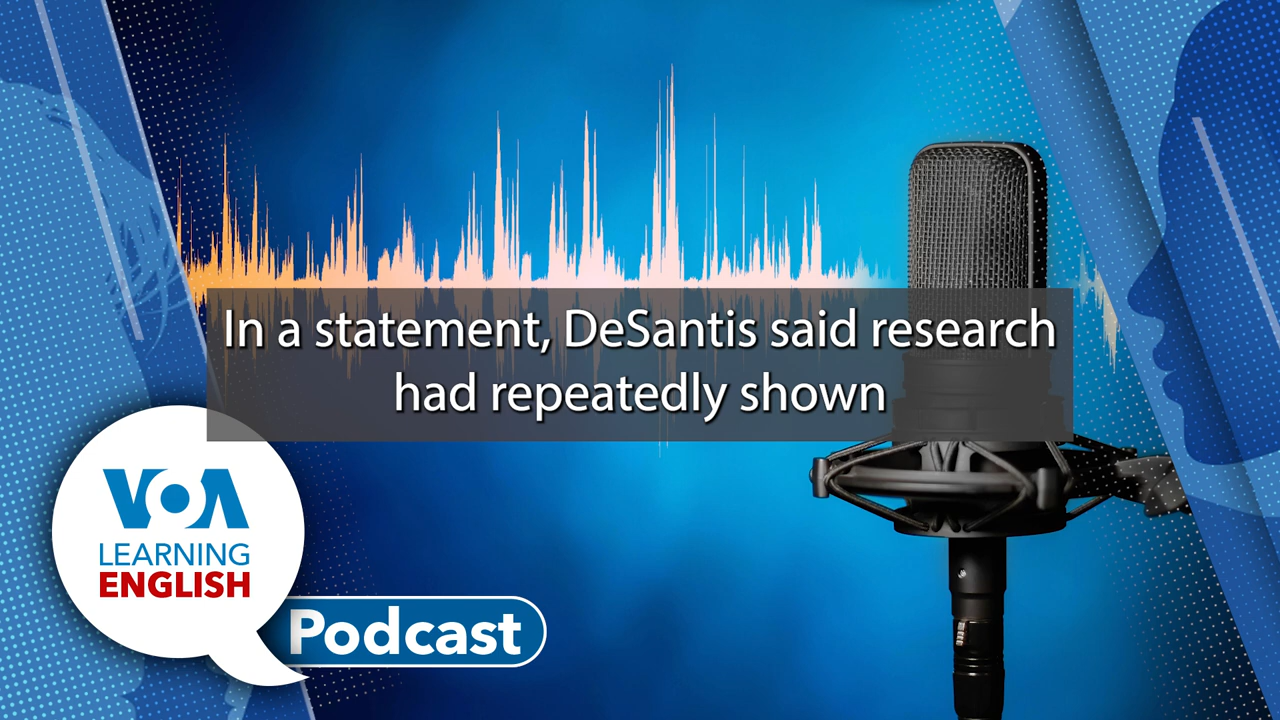 In a statement, DeSantis said research
had repeatedly shown
VOA
LEARNING
ENGLISH
Podcast